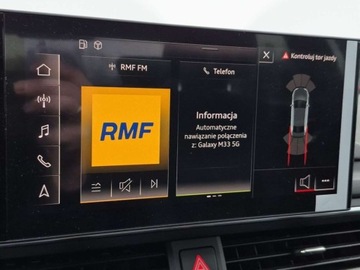 RMF FM
RMF
Telefon
Informacja
Automatyczne
nawiązanie połączenia
z: Galaxy M33 5G
Kontroluj tor jazdy